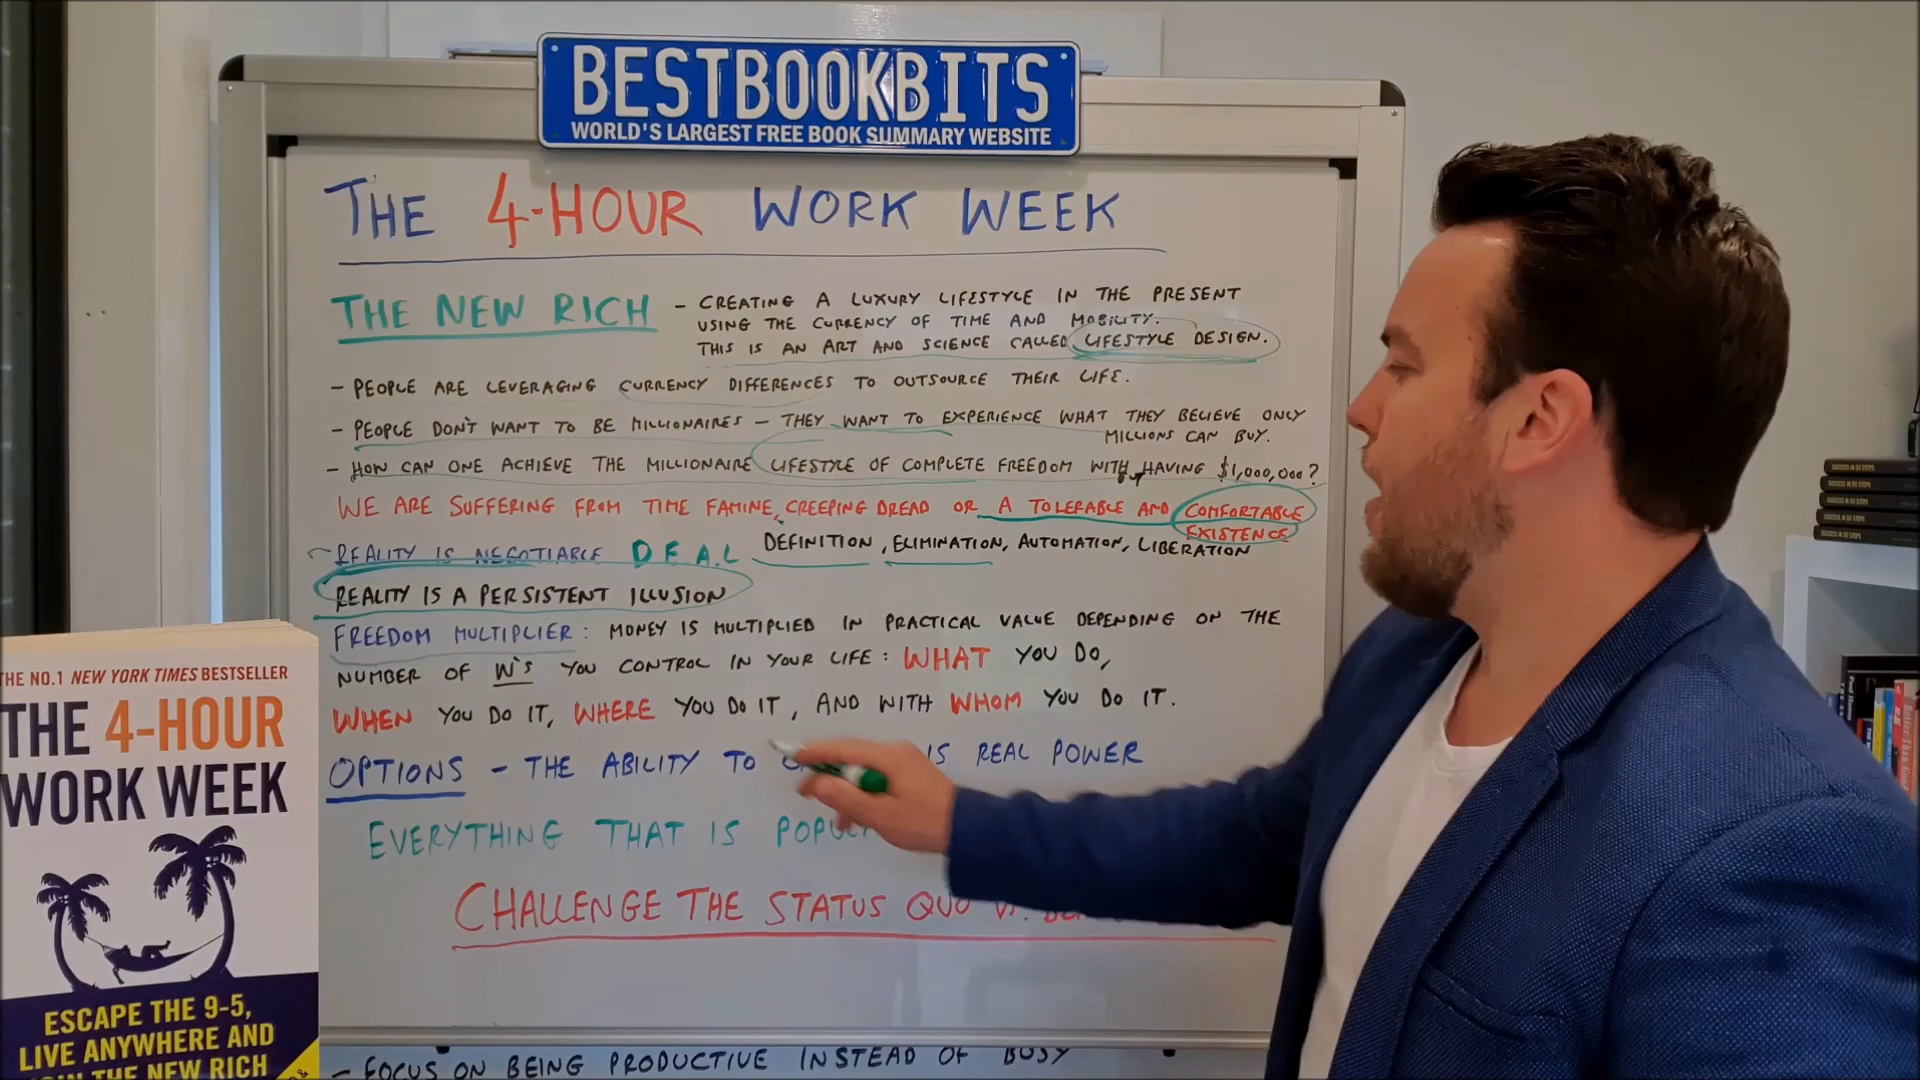 BESTBOOKBITS
WORLD'S LARGEST FREE BOOK SUMMARY WEBSITE
THE 4-HOUR WORK WEEK
THE NEW RICH - CREATING A LUXURY LIFESTYLE IN THE PRESENT
USING THE CURRENCY OF TIME AND MOBILITY.
THIS IS AN ART AND SCIENCE CALLED LIFESTYLE DESIGN.
- PEOPLE ARE LEVERAGING CURRENCY DIFFERENCES TO OUTSOURCE THEIR LIFE.
- PEOPLE DON'T WANT TO BE MILLIONAIRES - THEY WANT TO EXPERIENCE WHAT THEY BELIEVE ONLY
MILLIONS CAN BUY.
- HOW CAN ONE ACHIEVE THE MILLIONAIRE LIFESTYLE OF COMPLETE FREEDOM WITH HAVING $1,000,000?
WE ARE SUFFERING FROM TIME FAMINE, CREEPING DREAD OR A TOLERABLE AND COMFORTABLE
EXISTENCE
REALITY IS NEGOTIABLE D.E.A.L DEFINITION, ELIMINATION, AUTOMATION, LIBERATION
REALITY IS A PERSISTENT ILLUSION
FREEDOM MULTIPLIER: MONEY IS MULTIPLIED IN PRACTICAL VALUE DEPENDING ON THE
NUMBER OF W'S YOU CONTROL IN YOUR LIFE: WHAT YOU DO,
WHEN YOU DO IT, WHERE YOU DO IT, AND WITH WHOM YOU DO IT.
OPTIONS - THE ABILITY TO IS REAL POWER
EVERYTHING THAT IS
CHALLENGE THE STATUS QUO VS.
- FOCUS ON BEING PRODUCTIVE INSTEAD OF BUSY
THE NO.1 NEW YORK TIMES BESTSELLER
THE 4-HOUR
WORK WEEK
ESCAPE THE 9-5,
LIVE ANYWHERE AND
JOIN THE NEW RICH